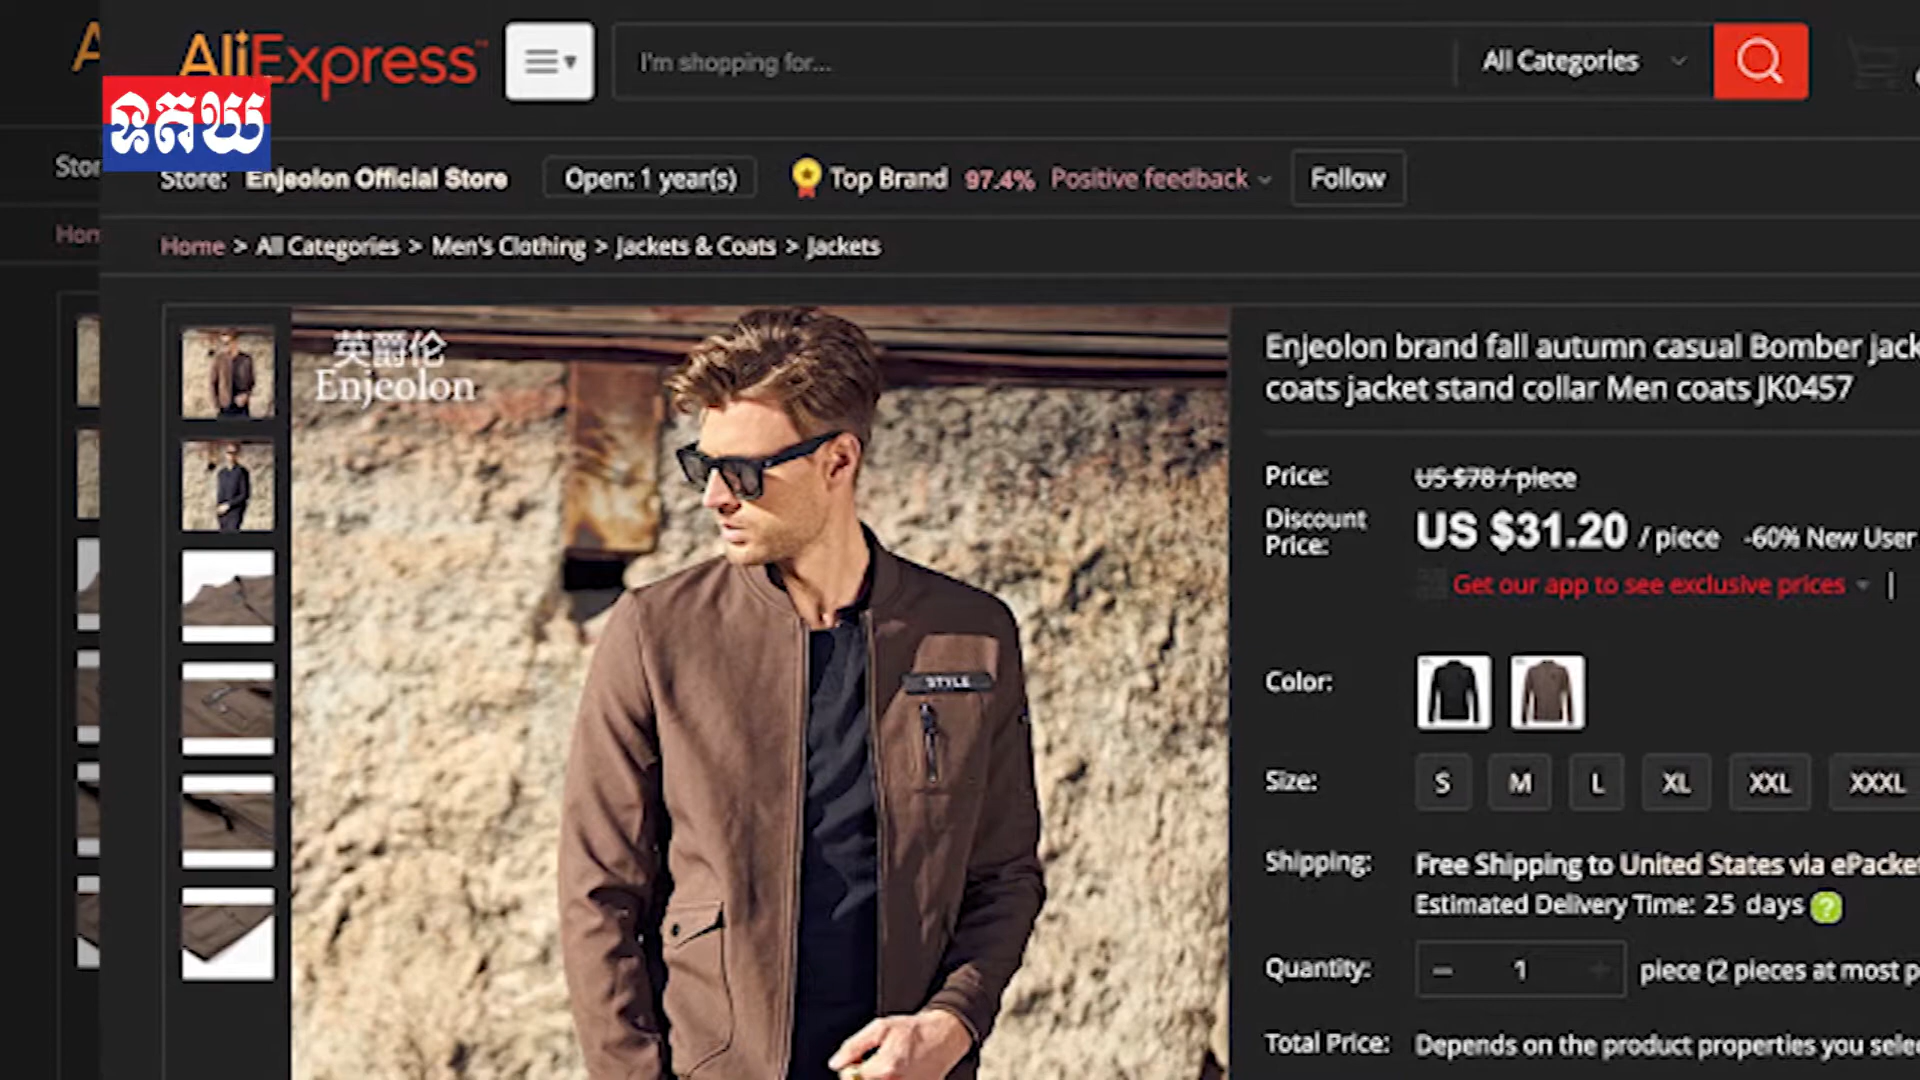 AliExpress
I'm shopping for...
All Categories
ឌកឃ
Store: Enjeolon Official Store
Open: 1 year(s)
Top Brand 97.4% Positive feedback
Follow
Home > All Categories > Men's Clothing > Jackets & Coats > Jackets
英爵伦
Enjeolon
Enjeolon brand fall autumn casual Bomber jack
coats jacket stand collar Men coats JK0457
Price: US $78 / piece
Discount Price: US $31.20 / piece -60% New User
Get our app to see exclusive prices
STYLE
Color:
Size: S M L XL XXL XXXL
Shipping: Free Shipping to United States via ePacket
Estimated Delivery Time: 25 days ?
Quantity: 1 piece (2 pieces at most p
Total Price: Depends on the product properties you selec